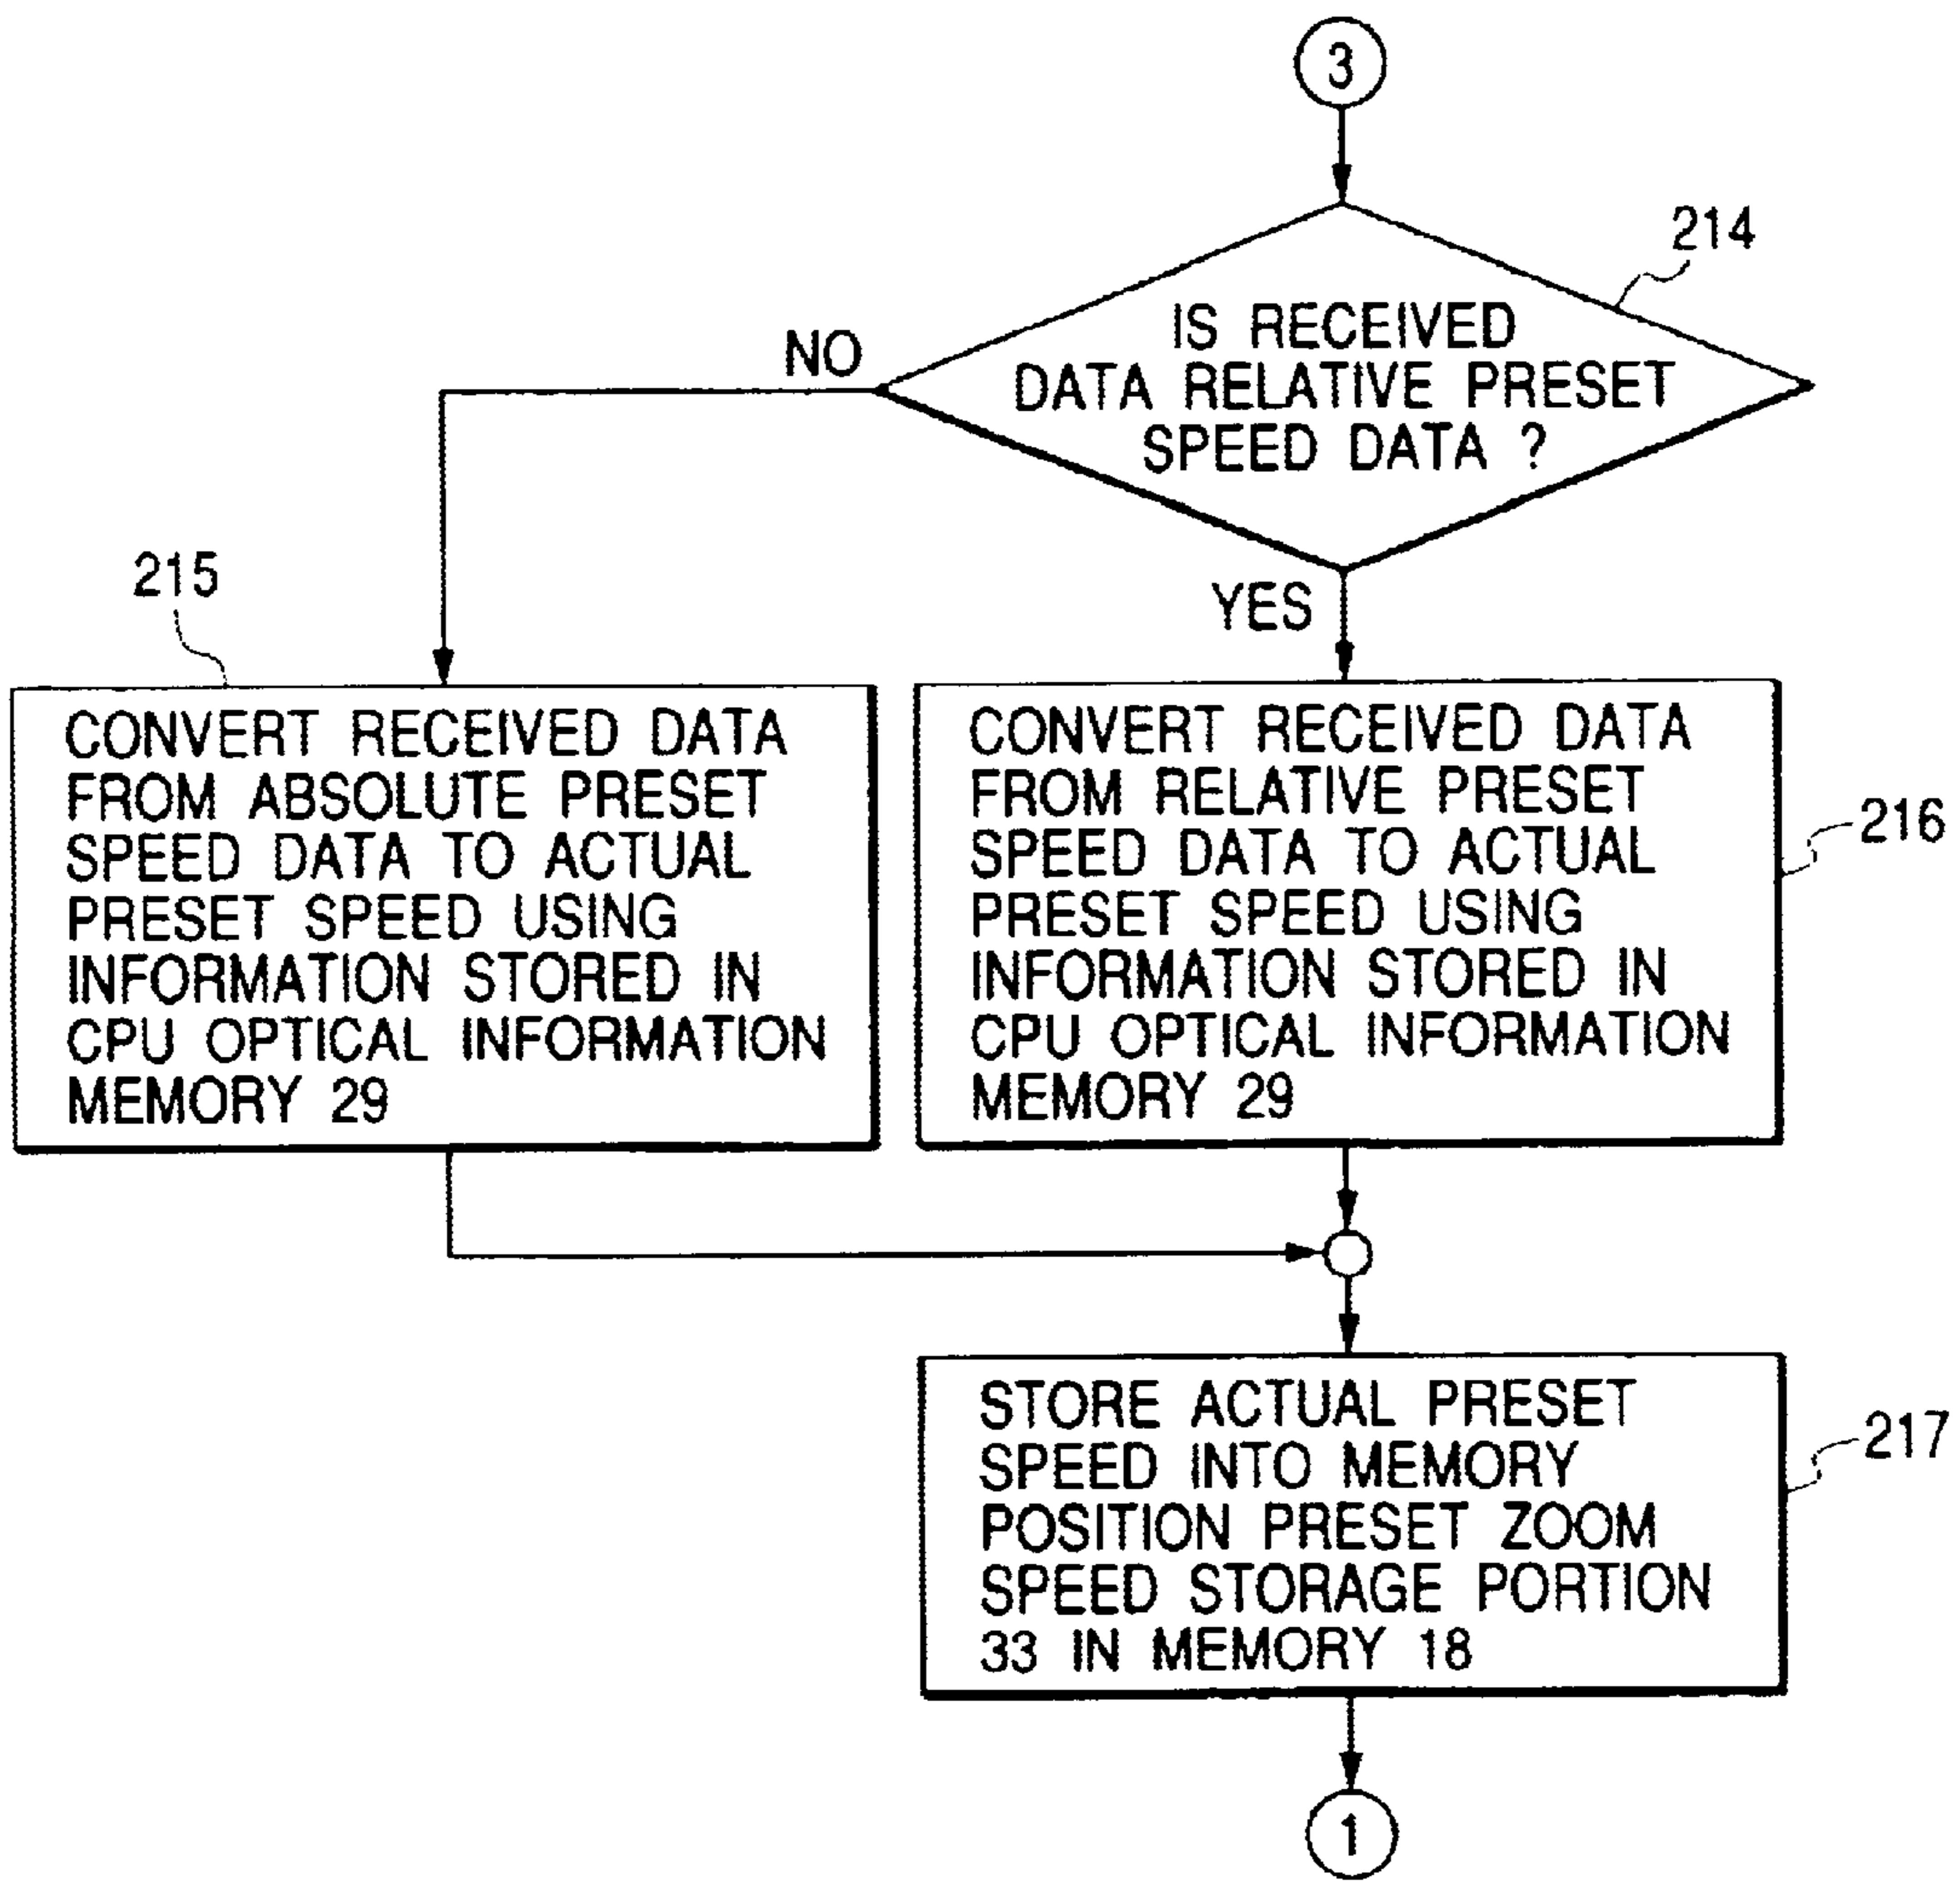 3
214
IS RECEIVED
DATA RELATIVE PRESET
SPEED DATA ?
NO
YES
215
CONVERT RECEIVED DATA
FROM ABSOLUTE PRESET
SPEED DATA TO ACTUAL
PRESET SPEED USING
INFORMATION STORED IN
CPU OPTICAL INFORMATION
MEMORY 29
CONVERT RECEIVED DATA
FROM RELATIVE PRESET
SPEED DATA TO ACTUAL
PRESET SPEED USING
INFORMATION STORED IN
CPU OPTICAL INFORMATION
MEMORY 29
216
STORE ACTUAL PRESET
SPEED INTO MEMORY
POSITION PRESET ZOOM
SPEED STORAGE PORTION
33 IN MEMORY 18
217
1